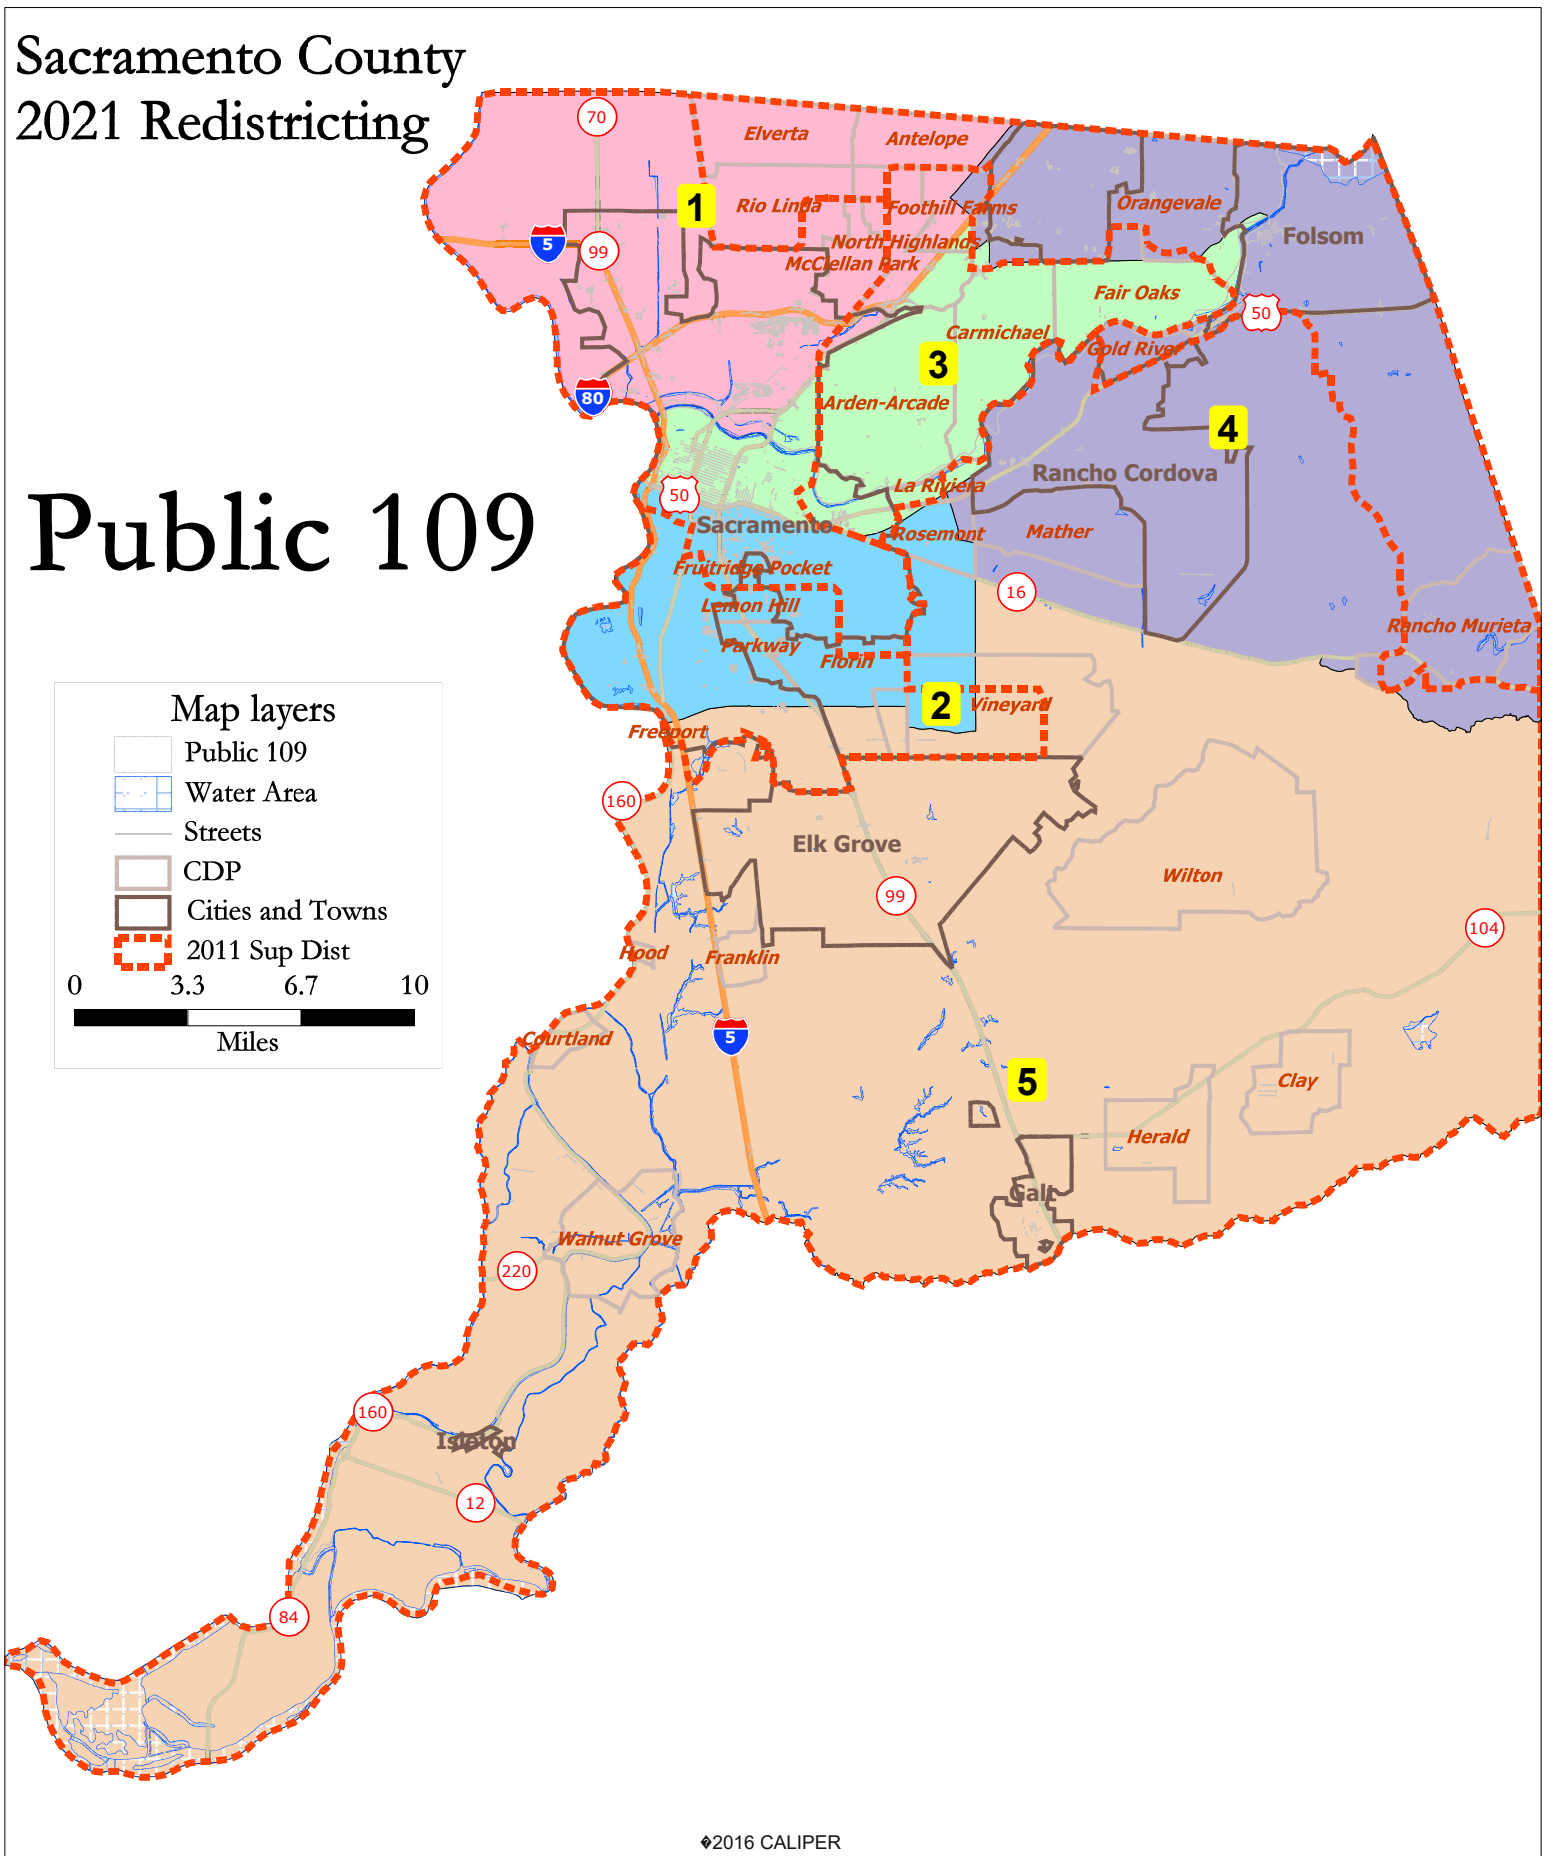 Sacramento County
2021 Redistricting
Public 109
70
Elverta
Antelope
1
Rio Linda
Foothill Farms
Orangevale
Folsom
5
99
North Highlands
McClellan Park
Fair Oaks
50
Carmichael
Gold River
3
80
Arden-Arcade
4
Rancho Cordova
La Riviera
50
Sacramento
Rosemont
Mather
Fruitridge Pocket
16
Lemon Hill
Rancho Murieta
Parkway
Florin
2
Vineyard
Freeport
160
Elk Grove
Wilton
99
104
Hood
Franklin
Courtland
5
5
Clay
Herald
Galt
Walnut Grove
220
160
Isleton
12
84
Map layers
Public 109
Water Area
Streets
CDP
Cities and Towns
2011 Sup Dist
0 3.3 6.7 10
Miles
�2016 CALIPER